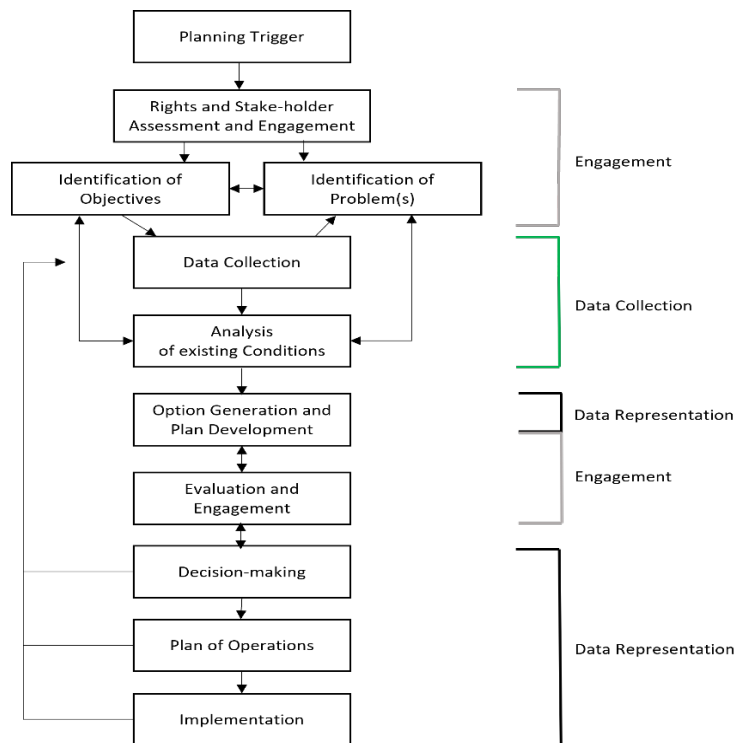 Planning Trigger
Rights and Stake-holder
Assessment and Engagement
Identification of
Objectives
Identification of
Problem(s)
Data Collection
Analysis
of existing Conditions
Option Generation and
Plan Development
Evaluation and
Engagement
Decision-making
Plan of Operations
Implementation
Engagement
Data Collection
Data Representation
Engagement
Data Representation